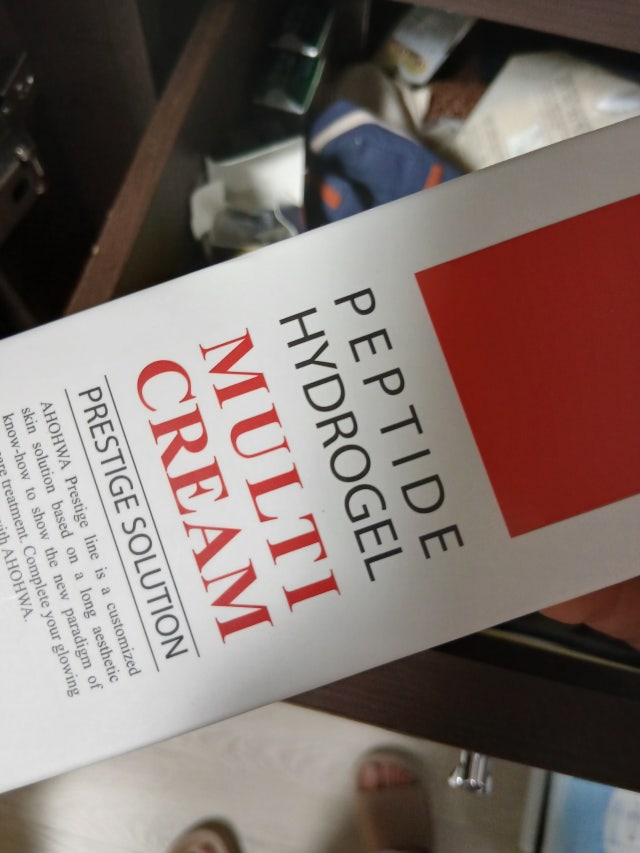 PEPTIDE
HYDROGEL
MULTI
CREAM
PRESTIGE SOLUTION
AHOHWA Prestige line is a customized
skin solution based on a long aesthetic
know-how to show the new paradigm of
treatment. Complete your glowing
with AHOHWA.